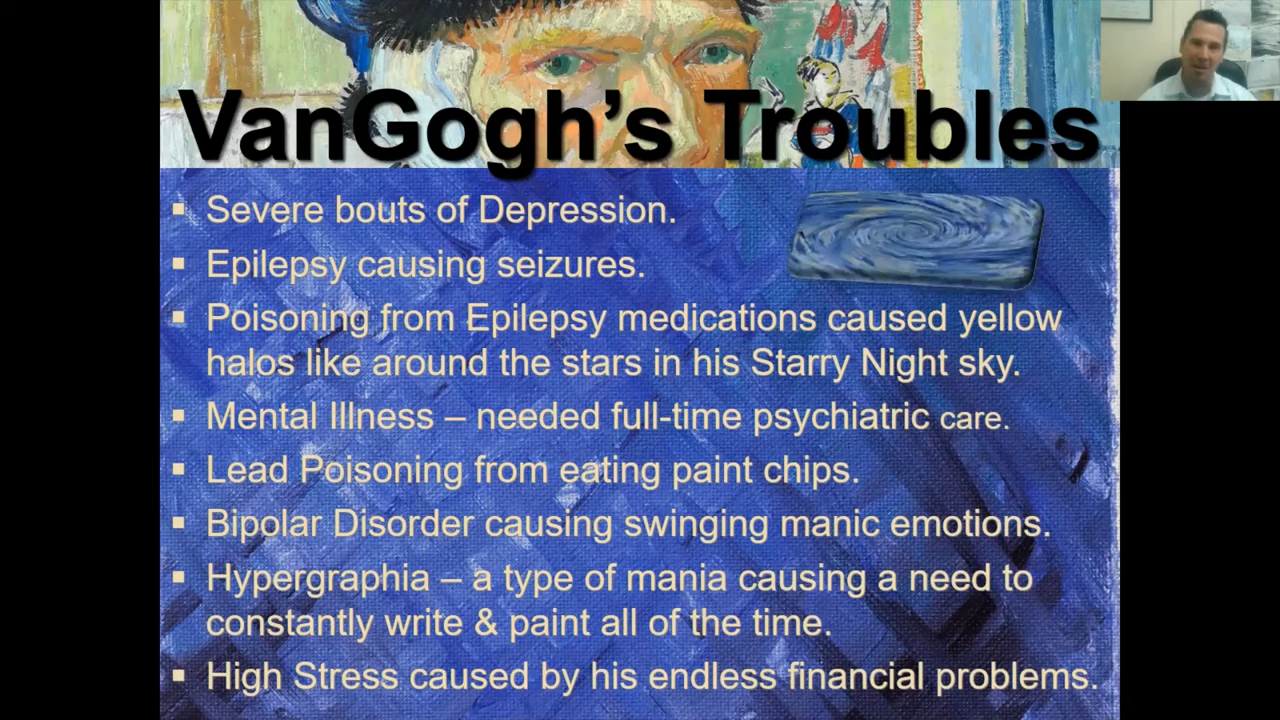 VanGogh's Troubles
▪ Severe bouts of Depression.
▪ Epilepsy causing seizures.
▪ Poisoning from Epilepsy medications caused yellow
halos like around the stars in his Starry Night sky.
▪ Mental Illness – needed full-time psychiatric care.
▪ Lead Poisoning from eating paint chips.
▪ Bipolar Disorder causing swinging manic emotions.
▪ Hypergraphia – a type of mania causing a need to
constantly write & paint all of the time.
▪ High Stress caused by his endless financial problems.